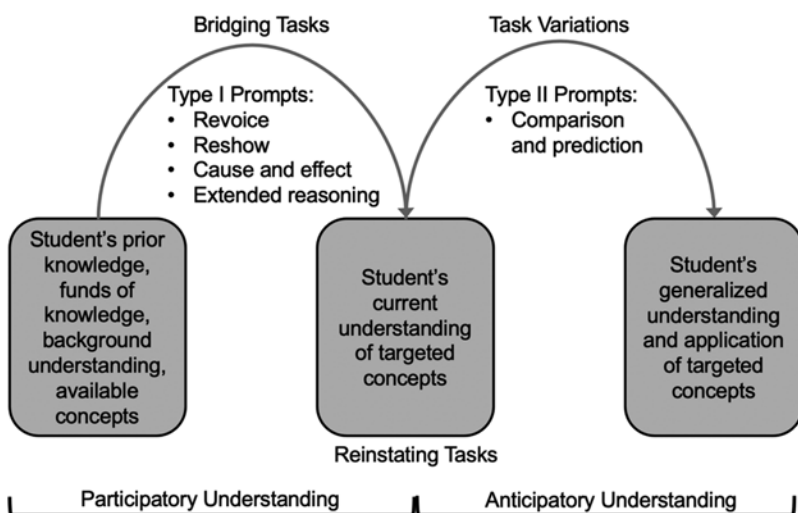 Bridging Tasks
Task Variations
Type I Prompts:
• Revoice
• Reshow
• Cause and effect
• Extended reasoning
Type II Prompts:
• Comparison
and prediction
Student’s prior
knowledge,
funds of
knowledge,
background
understanding,
available
concepts
Student’s
current
understanding
of targeted
concepts
Student’s
generalized
understanding
and application
of targeted
concepts
Reinstating Tasks
Participatory Understanding
Anticipatory Understanding